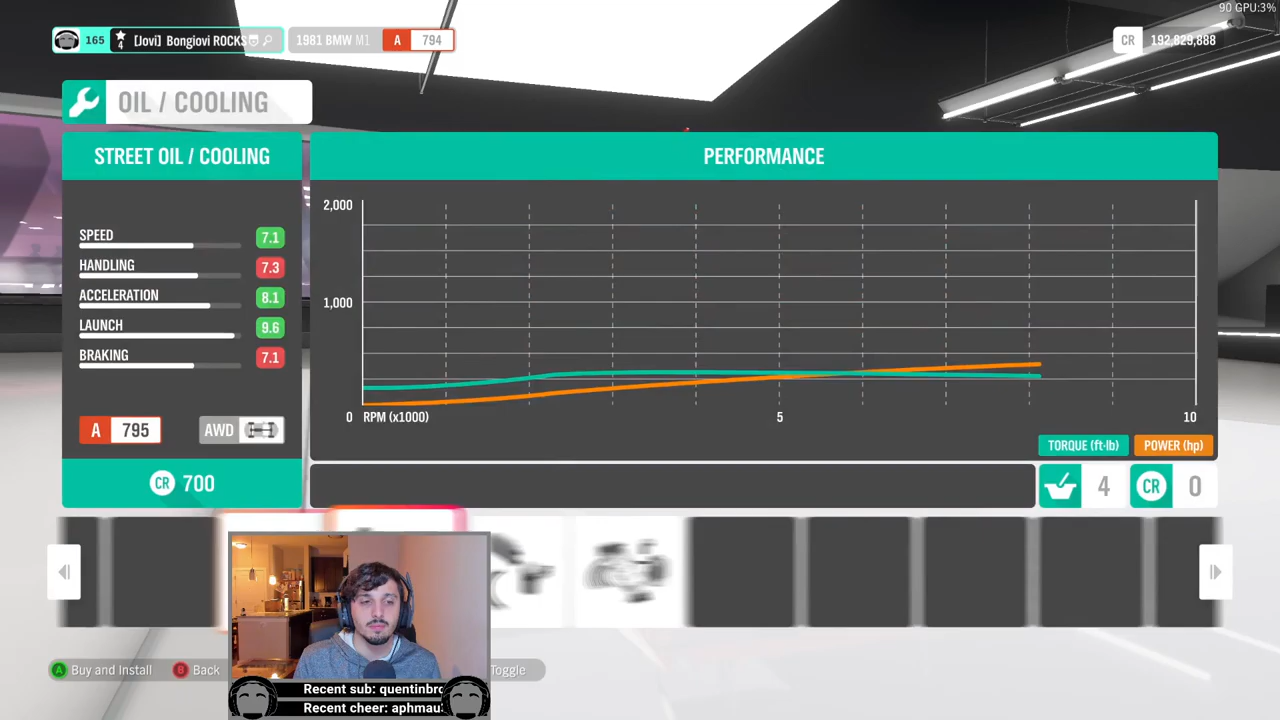 90 GPU:3%
165 4 [Jovi] Bongiovi ROCKS 1981 BMW M1 A 794
CR 192,829,888
OIL / COOLING
STREET OIL / COOLING
PERFORMANCE
SPEED 7.1
HANDLING 7.3
ACCELERATION 8.1
LAUNCH 9.6
BRAKING 7.1
A 795 AWD
CR 700
2,000
1,000
0 RPM (x1000) 5 10
TORQUE (ft·lb) POWER (hp)
4 CR 0
A Buy and Install B Back Toggle
Recent sub: quentinbro
Recent cheer: aphmau